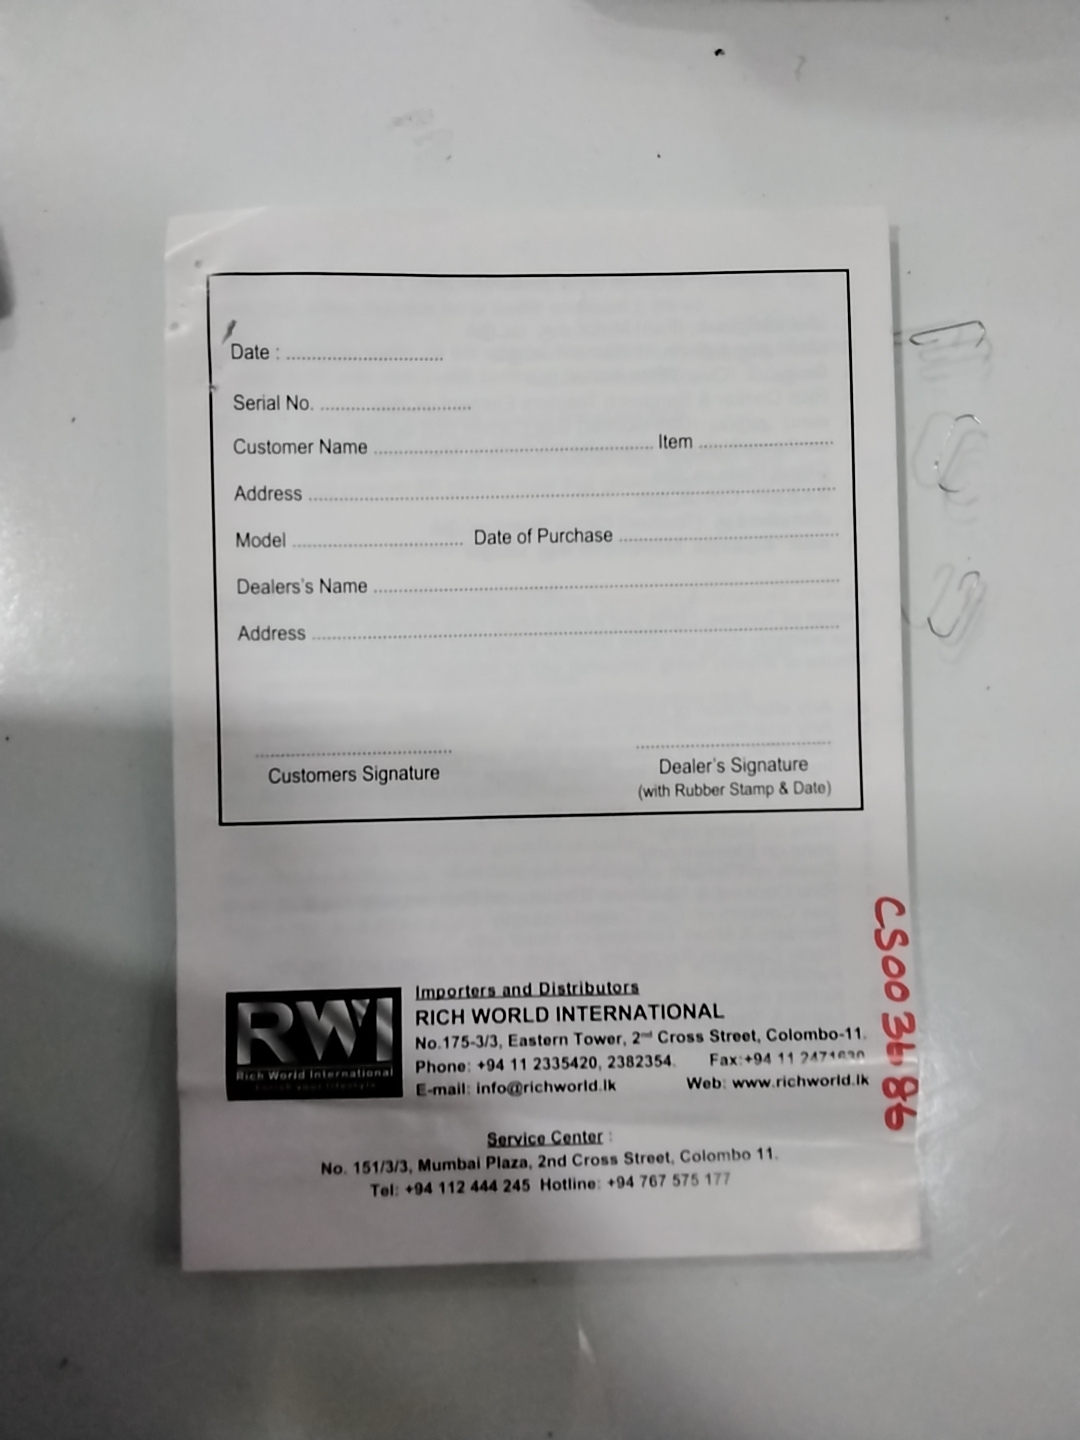 Date : ................................
Serial No. ................................
Customer Name ................................ Item ................................
Address ................................
Model ................................ Date of Purchase ................................
Dealers's Name ................................
Address ................................
Customers Signature
Dealer's Signature
(with Rubber Stamp & Date)
RWI
Rich World International
Importers and Distributors
RICH WORLD INTERNATIONAL
No.175-3/3, Eastern Tower, 2nd Cross Street, Colombo-11.
Phone: +94 11 2335420, 2382354. Fax:+94 11
E-mail: info@richworld.lk Web: www.richworld.lk
Service Center :
No. 151/3/3, Mumbai Plaza, 2nd Cross Street, Colombo 11.
Tel: +94 112 444 245 Hotline: +94 767 575 177